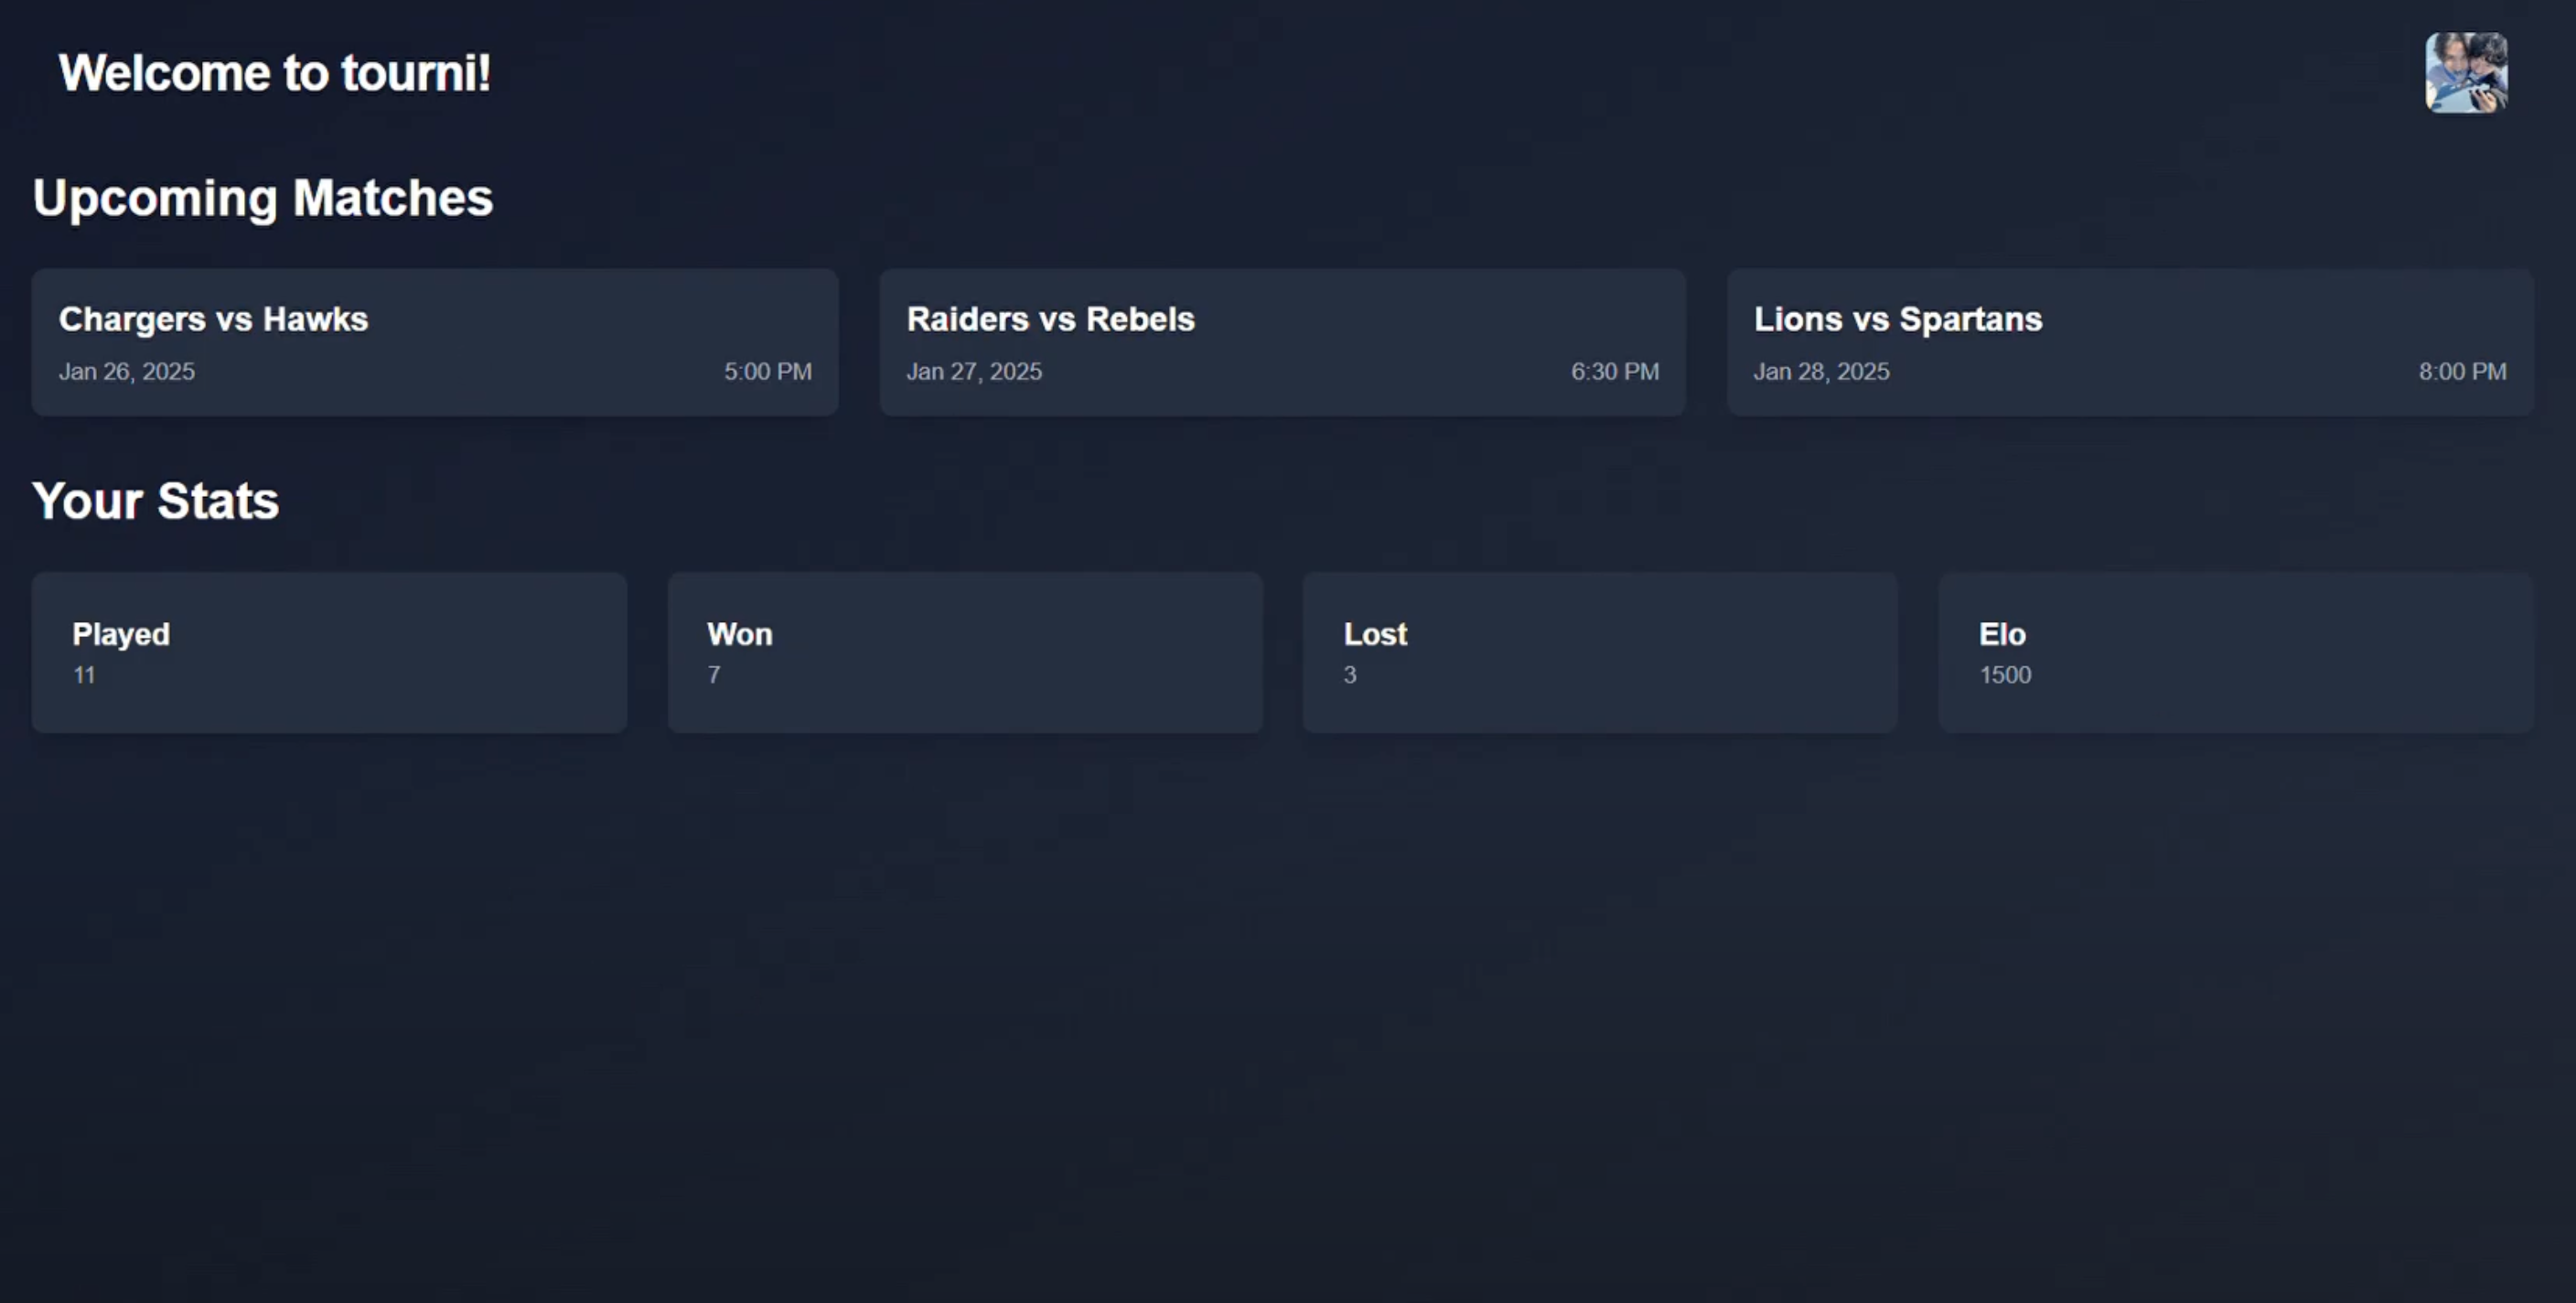 Welcome to tourni!
Upcoming Matches
Chargers vs Hawks
Jan 26, 2025 5:00 PM
Raiders vs Rebels
Jan 27, 2025 6:30 PM
Lions vs Spartans
Jan 28, 2025 8:00 PM
Your Stats
Played
11
Won
7
Lost
3
Elo
1500